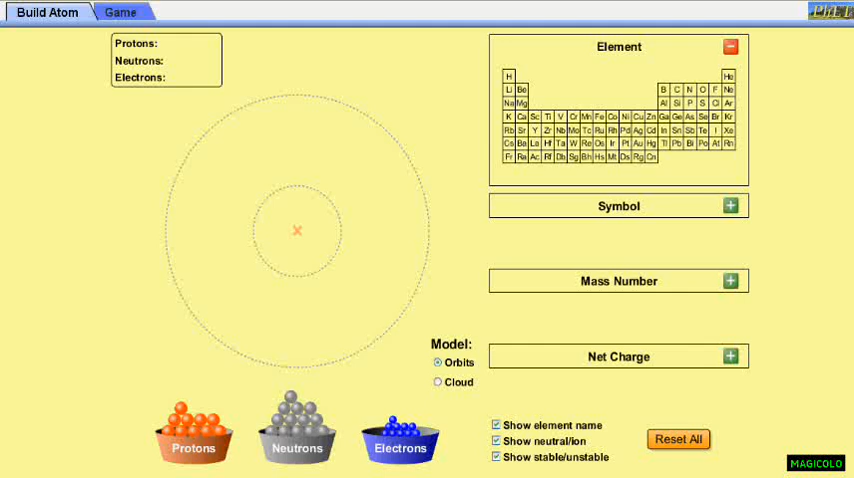 Build Atom Game
PhET
Protons:
Neutrons:
Electrons:
Element
H He
Li Be B C N O F Ne
Na Mg Al Si P S Cl Ar
K Ca Sc Ti V Cr Mn Fe Co Ni Cu Zn Ga Ge As Se Br Kr
Rb Sr Y Zr Nb Mo Tc Ru Rh Pd Ag Cd In Sn Sb Te I Xe
Cs Ba La Hf Ta W Re Os Ir Pt Au Hg Tl Pb Bi Po At Rn
Fr Ra Ac Rf Db Sg Bh Hs Mt Ds Rg Cn
Symbol
Mass Number
Net Charge
Model:
Orbits
Cloud
Protons
Neutrons
Electrons
Show element name
Show neutral/ion
Show stable/unstable
Reset All
MAGICOLO